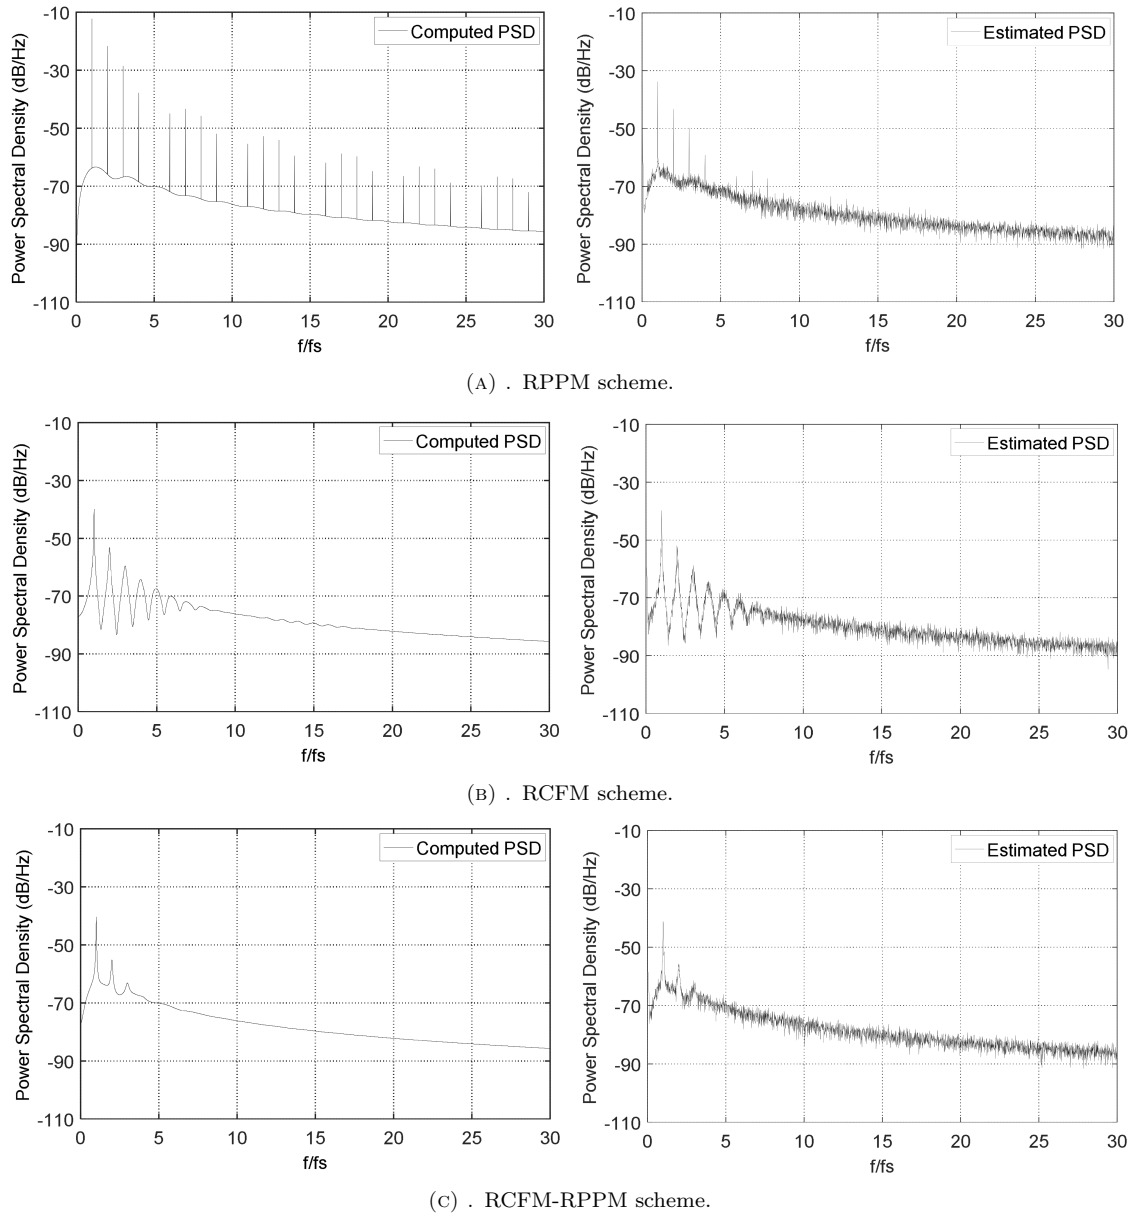 Computed PSD
Power Spectral Density (dB/Hz)
-10
-30
-50
-70
-90
-110
0 5 10 15 20 25 30
f/fs
Estimated PSD
Power Spectral Density (dB/Hz)
-10
-30
-50
-70
-90
-110
0 5 10 15 20 25 30
f/fs
(A) . RPPM scheme.
Computed PSD
Power Spectral Density (dB/Hz)
-10
-30
-50
-70
-90
-110
0 5 10 15 20 25 30
f/fs
Estimated PSD
Power Spectral Density (dB/Hz)
-10
-30
-50
-70
-90
-110
0 5 10 15 20 25 30
f/fs
(B) . RCFM scheme.
Computed PSD
Power Spectral Density (dB/Hz)
-10
-30
-50
-70
-90
-110
0 5 10 15 20 25 30
f/fs
Estimated PSD
Power Spectral Density (dB/Hz)
-10
-30
-50
-70
-90
-110
0 5 10 15 20 25 30
f/fs
(C) . RCFM-RPPM scheme.